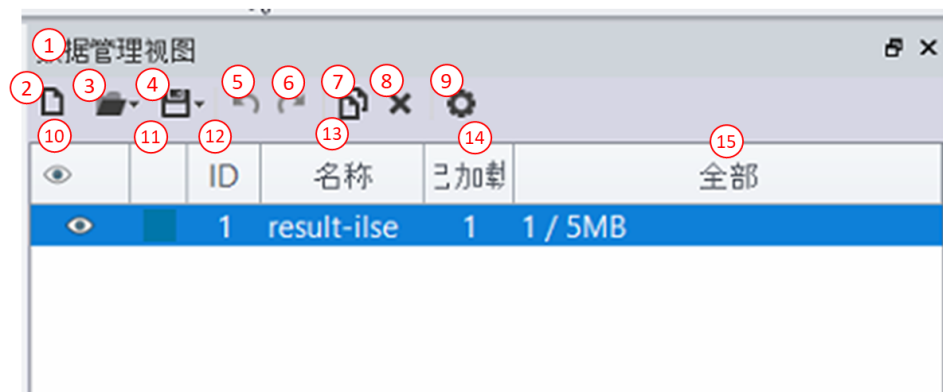 ① 数据管理视图
② ③ ④ ⑤ ⑥ ⑦ ⑧ ⑨
⑩ ⑪ ⑫ ⑬ ⑭ ⑮
ID 名称 已加载 全部
1 result-ilse 1 1 / 5MB